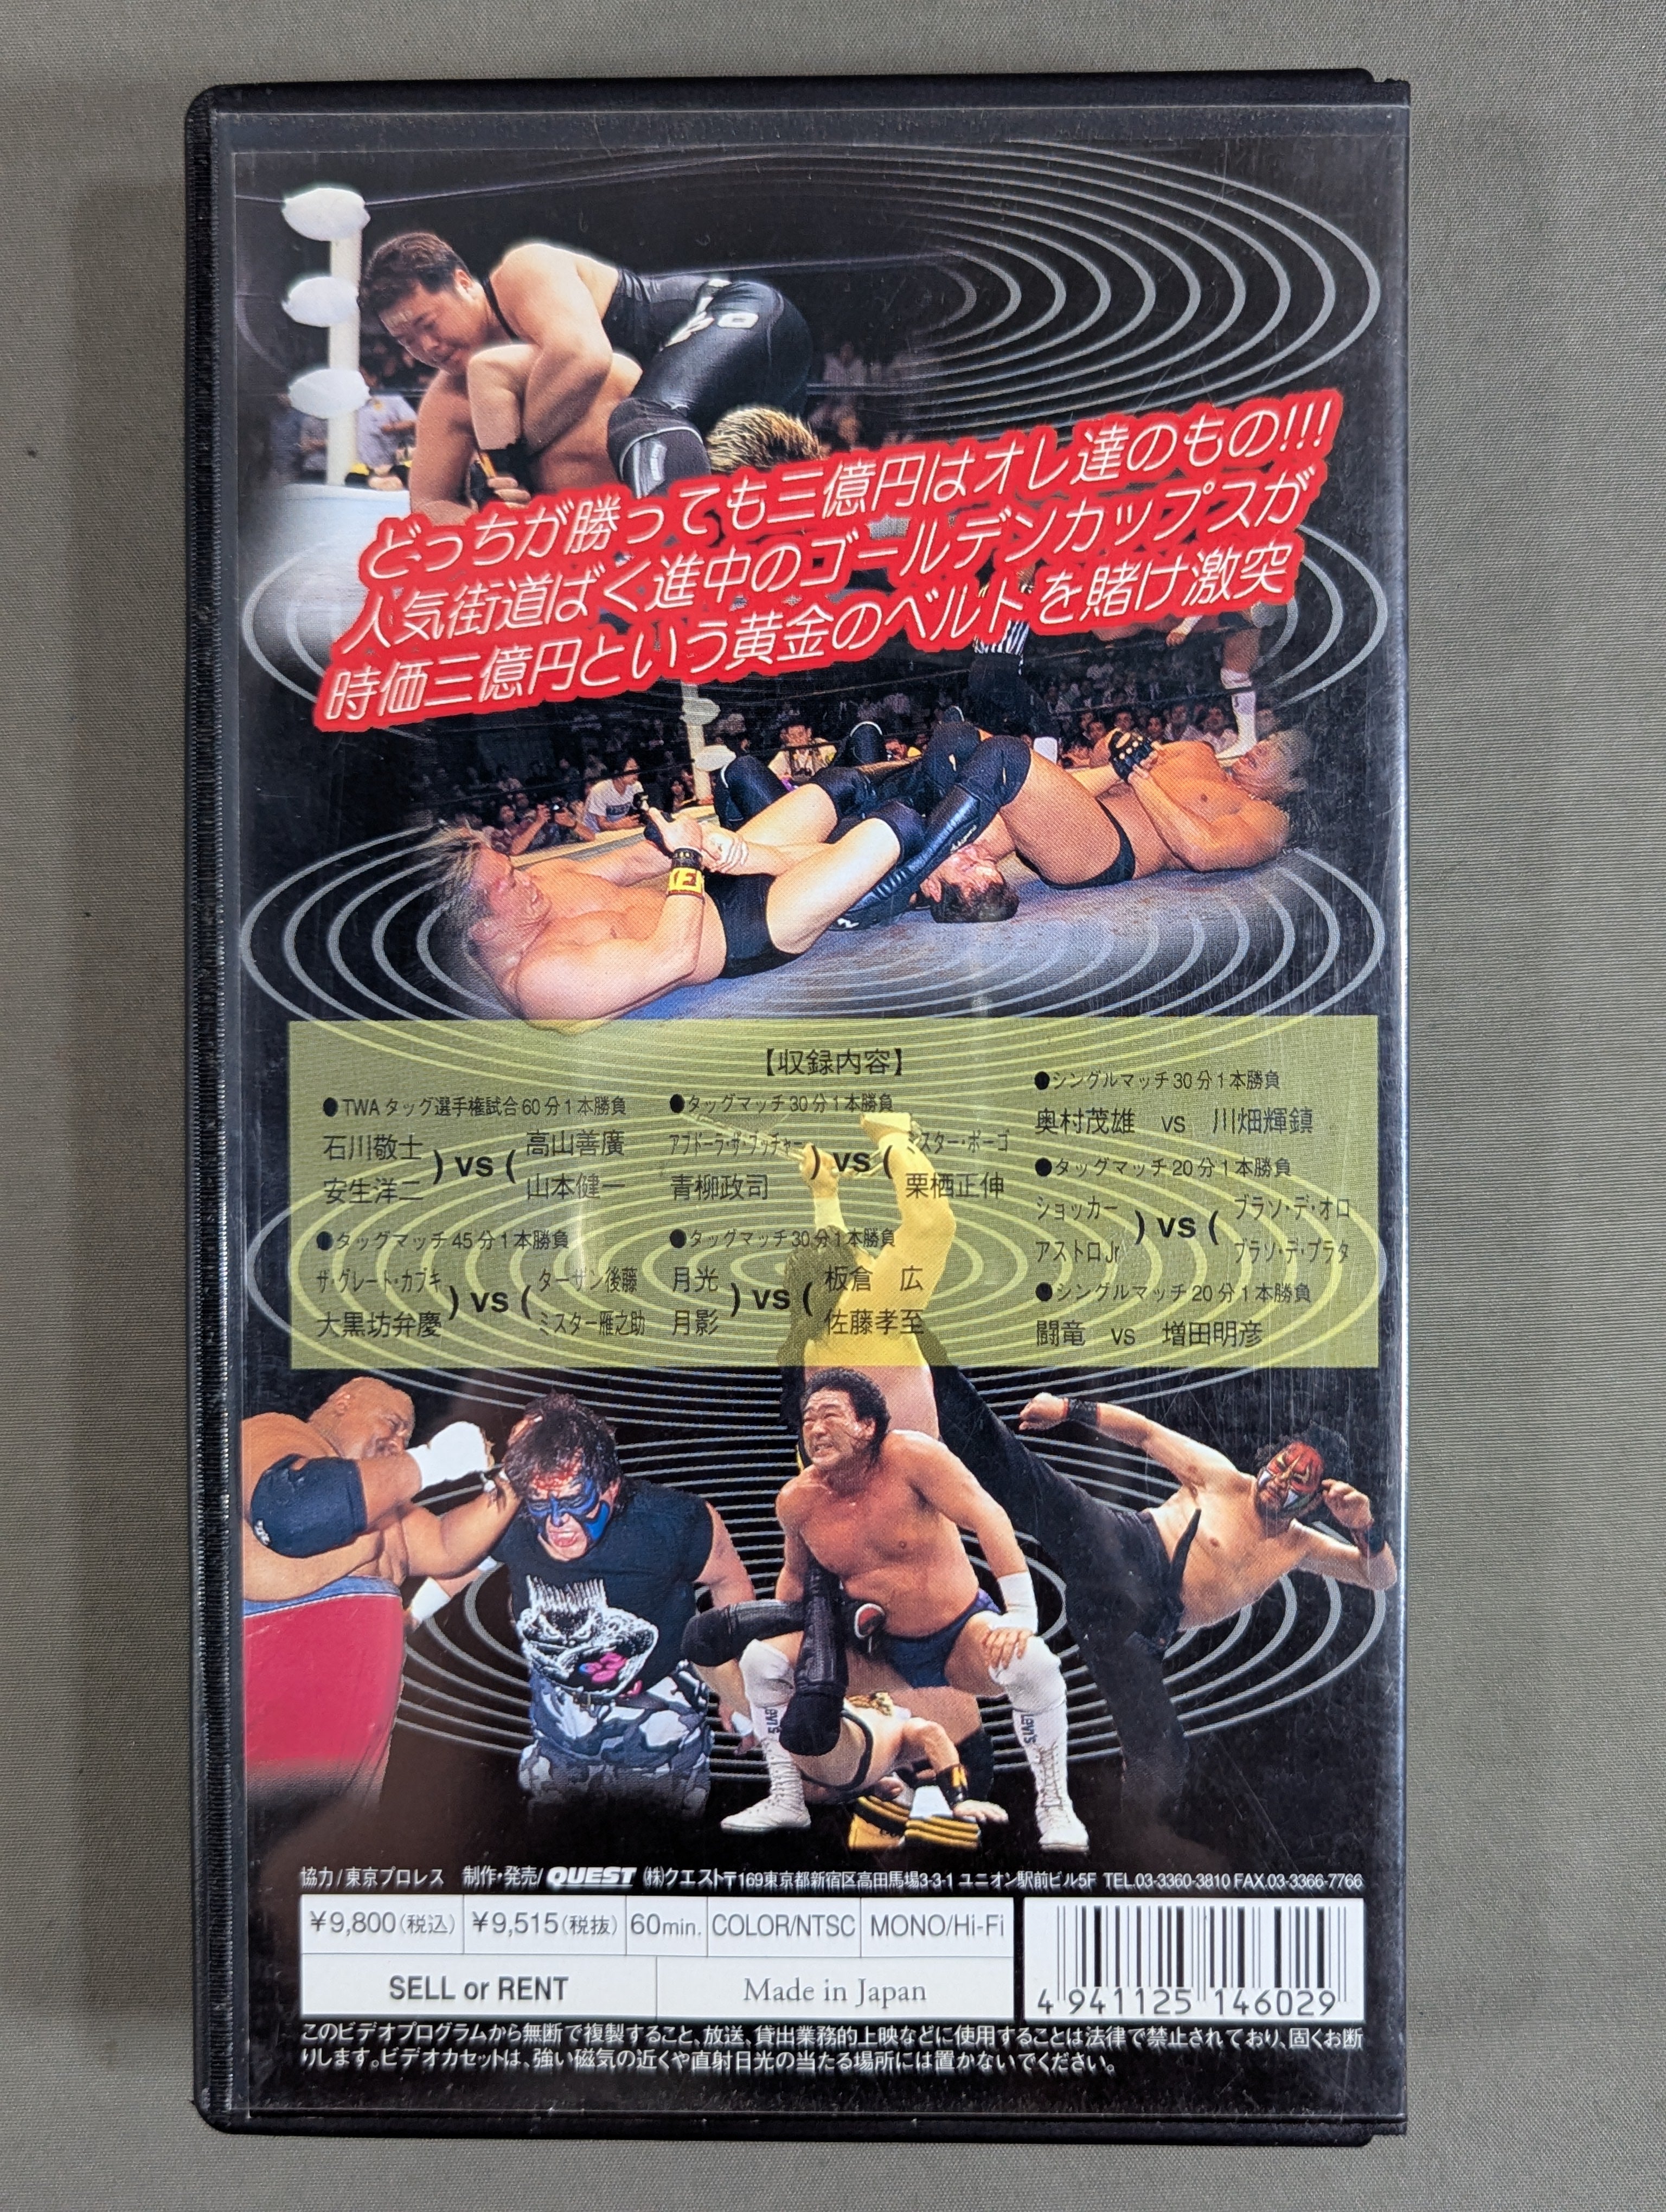 どっちが勝っても三億円はオレ達のもの!!!
人気街道ばく進中のゴールデンカップスが
時価三億円という黄金のベルトを賭け激突
【収録内容】
●TWAタッグ選手権試合60分1本勝負
石川敬士
安生洋二
) vs (
高山善廣
山本健一
●タッグマッチ45分1本勝負
ザ・グレート・カブキ
大黒坊弁慶
) vs (
ターザン後藤
ミスター雁之助
●タッグマッチ30分1本勝負
アブドーラ・ザ・ブッチャー
青柳政司
) vs (
ミスター・ポーゴ
栗栖正伸
●タッグマッチ30分1本勝負
月光
月影
) vs (
板倉 広
佐藤孝至
●シングルマッチ30分1本勝負
奥村茂雄 vs 川畑輝鎮
●タッグマッチ20分1本勝負
ショッカー
アストロJr
) vs (
ブラソ・デ・オロ
ブラソ・デ・プラタ
●シングルマッチ20分1本勝負
闘竜 vs 増田明彦
協力/東京プロレス 制作・発売/QUEST (株)クエスト〒169東京都新宿区高田馬場3-3-1 ユニオン駅前ビル5F TEL.03-3360-3810 FAX.03-3366-7766
¥9,800(税込) ¥9,515(税抜) 60min. COLOR/NTSC MONO/Hi-Fi
SELL or RENT Made in Japan
4 941125 146029
このビデオプログラムから無断で複製すること、放送、貸出業務的上映などに使用することは法律で禁止されており、固くお断
りします。ビデオカセットは、強い磁気の近くや直射日光の当たる場所には置かないでください。